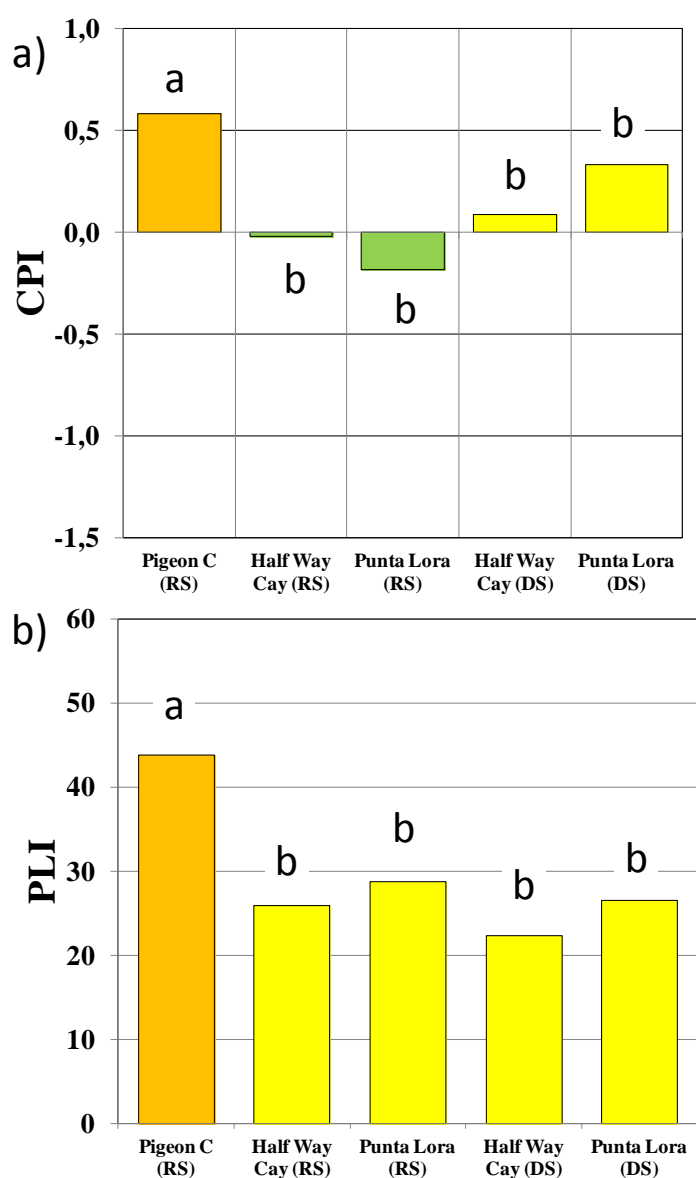 a)
1,0
0,5
0,0
-0,5
-1,0
-1,5
CPI
a
b
b
b
b
Pigeon C
(RS)
Half Way
Cay (RS)
Punta Lora
(RS)
Half Way
Cay (DS)
Punta Lora
(DS)
b)
60
50
40
30
20
10
0
PLI
a
b
b
b
b
Pigeon C
(RS)
Half Way
Cay (RS)
Punta Lora
(RS)
Half Way
Cay (DS)
Punta Lora
(DS)